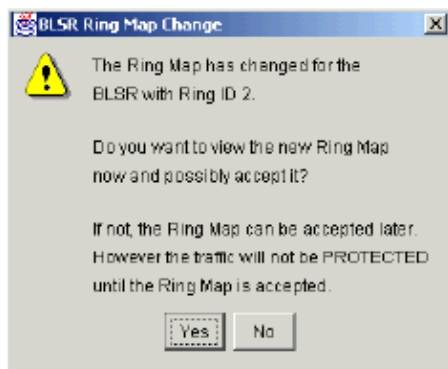 BLSR Ring Map Change
The Ring Map has changed for the
BLSR with Ring ID 2.
Do you want to view the new Ring Map
now and possibly accept it?
If not, the Ring Map can be accepted later.
However the traffic will not be PROTECTED
until the Ring Map is accepted.
Yes No